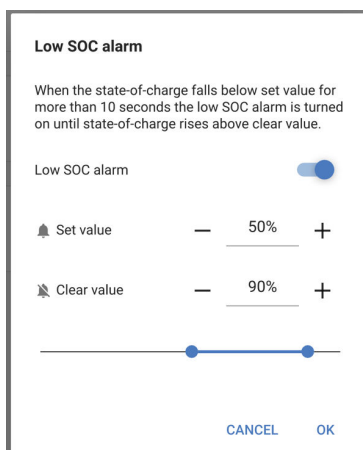 Low SOC alarm
When the state-of-charge falls below set value for
more than 10 seconds the low SOC alarm is turned
on until state-of-charge rises above clear value.
Low SOC alarm
Set value — 50% +
Clear value — 90% +
CANCEL OK